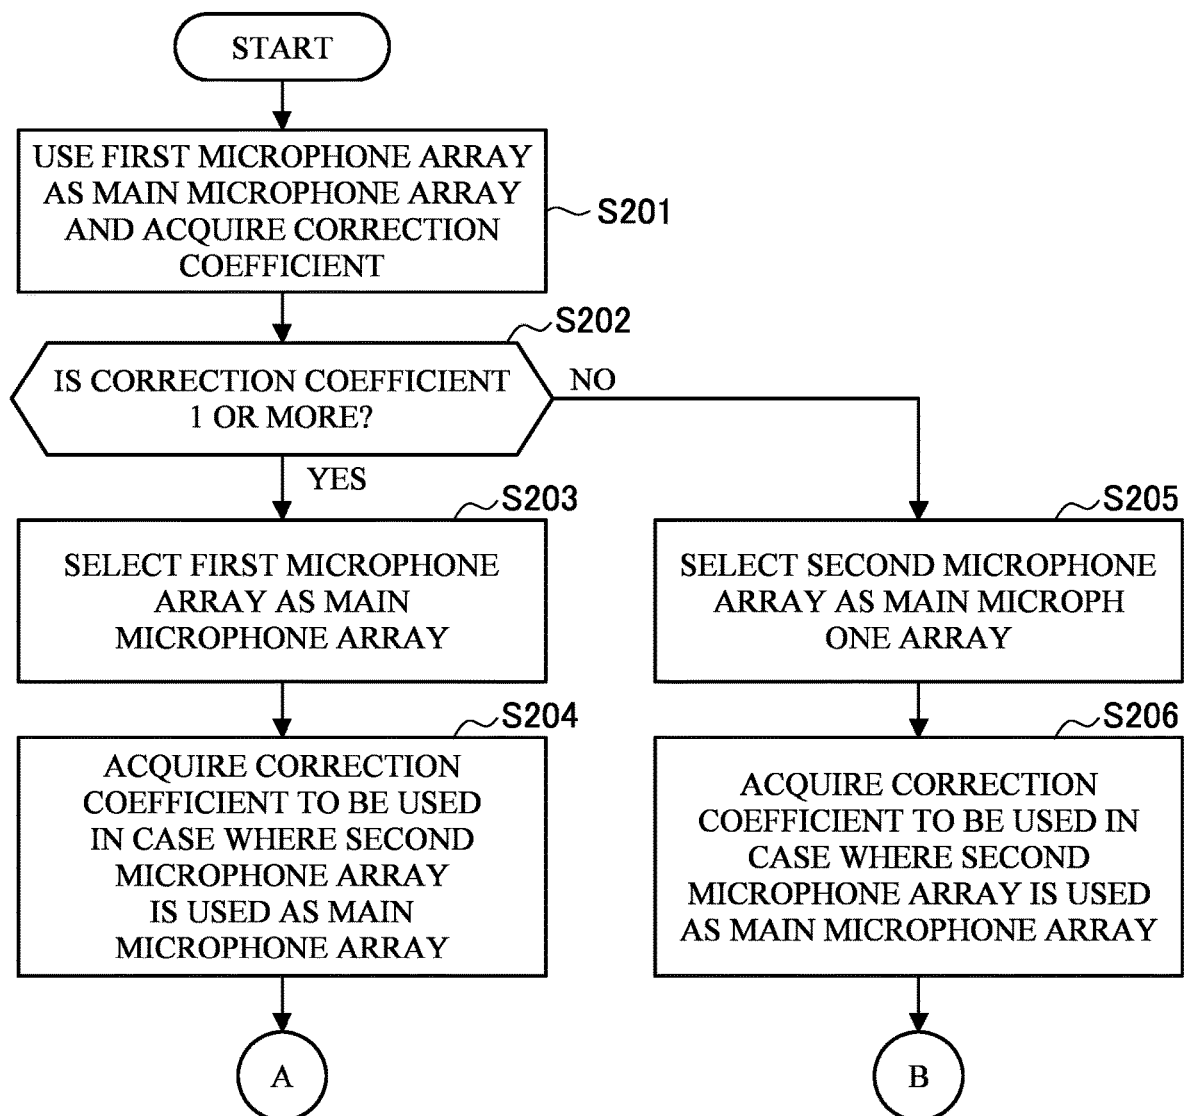 START
USE FIRST MICROPHONE ARRAY
AS MAIN MICROPHONE ARRAY
AND ACQUIRE CORRECTION
COEFFICIENT
S201
S202
IS CORRECTION COEFFICIENT
1 OR MORE?
NO
YES
S203
SELECT FIRST MICROPHONE
ARRAY AS MAIN
MICROPHONE ARRAY
S205
SELECT SECOND MICROPHONE
ARRAY AS MAIN MICROPH
ONE ARRAY
S204
ACQUIRE CORRECTION
COEFFICIENT TO BE USED
IN CASE WHERE SECOND
MICROPHONE ARRAY
IS USED AS MAIN
MICROPHONE ARRAY
S206
ACQUIRE CORRECTION
COEFFICIENT TO BE USED IN
CASE WHERE SECOND
MICROPHONE ARRAY IS USED
AS MAIN MICROPHONE ARRAY
A
B